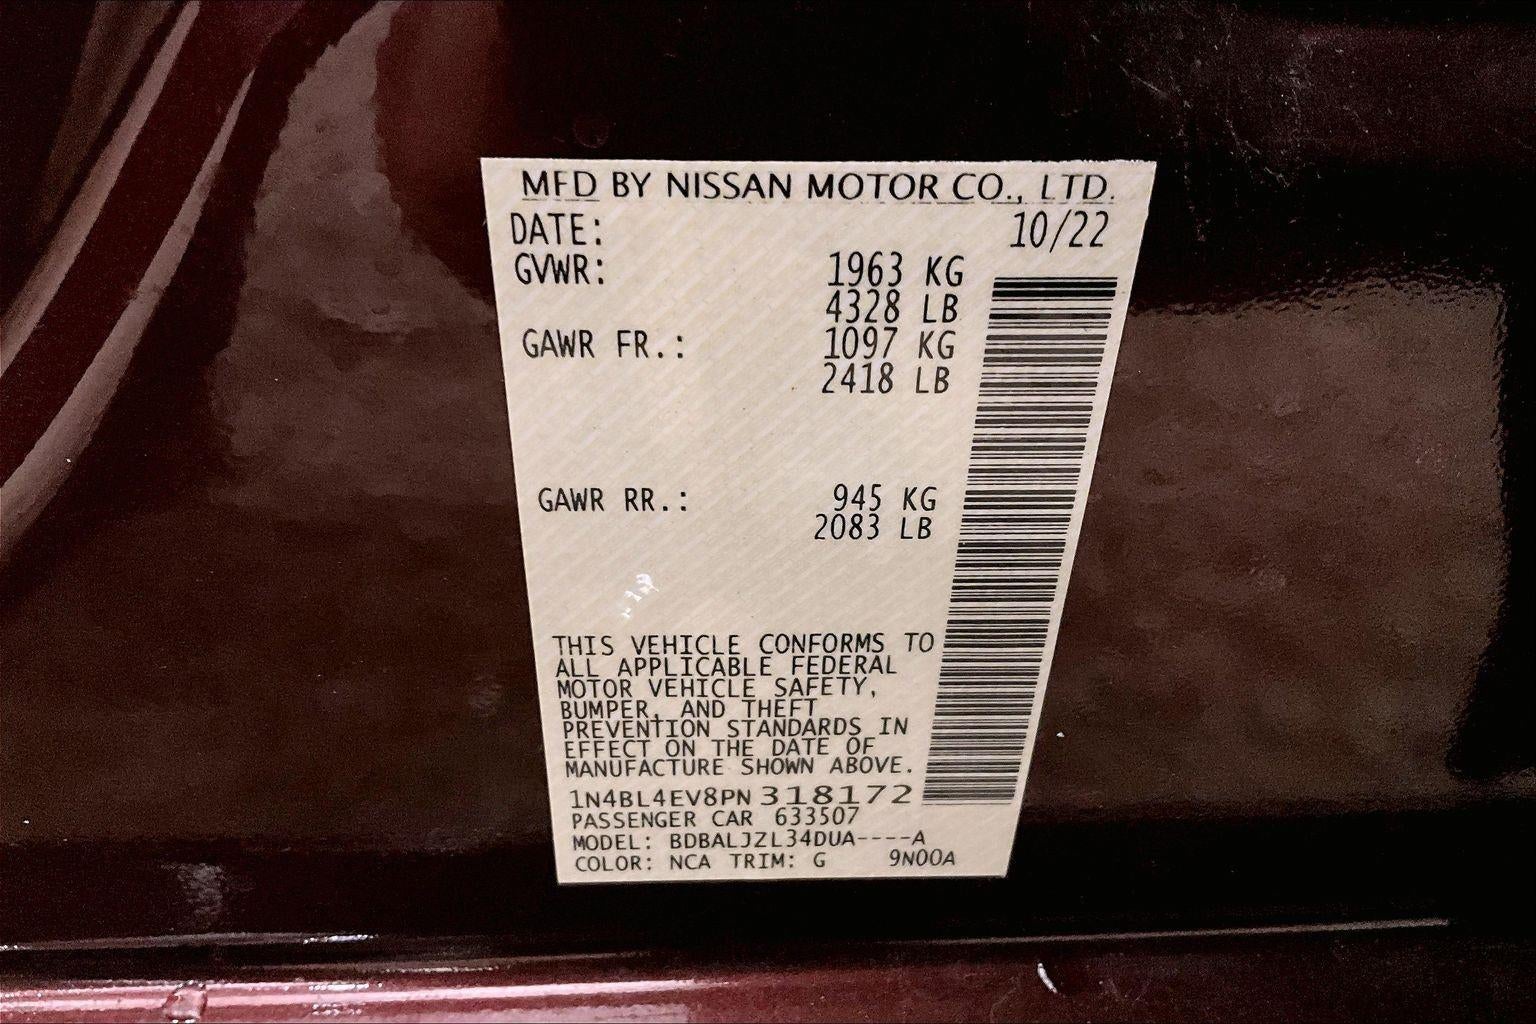 MFD BY NISSAN MOTOR CO., LTD.
DATE: 10/22
GVWR: 1963 KG
4328 LB
GAWR FR.: 1097 KG
2418 LB
GAWR RR.: 945 KG
2083 LB
THIS VEHICLE CONFORMS TO
ALL APPLICABLE FEDERAL
MOTOR VEHICLE SAFETY,
BUMPER, AND THEFT
PREVENTION STANDARDS IN
EFFECT ON THE DATE OF
MANUFACTURE SHOWN ABOVE.
1N4BL4EV8PN318172
PASSENGER CAR 633507
MODEL: BDBALJZL34DUA----A
COLOR: NCA TRIM: G 9N00A